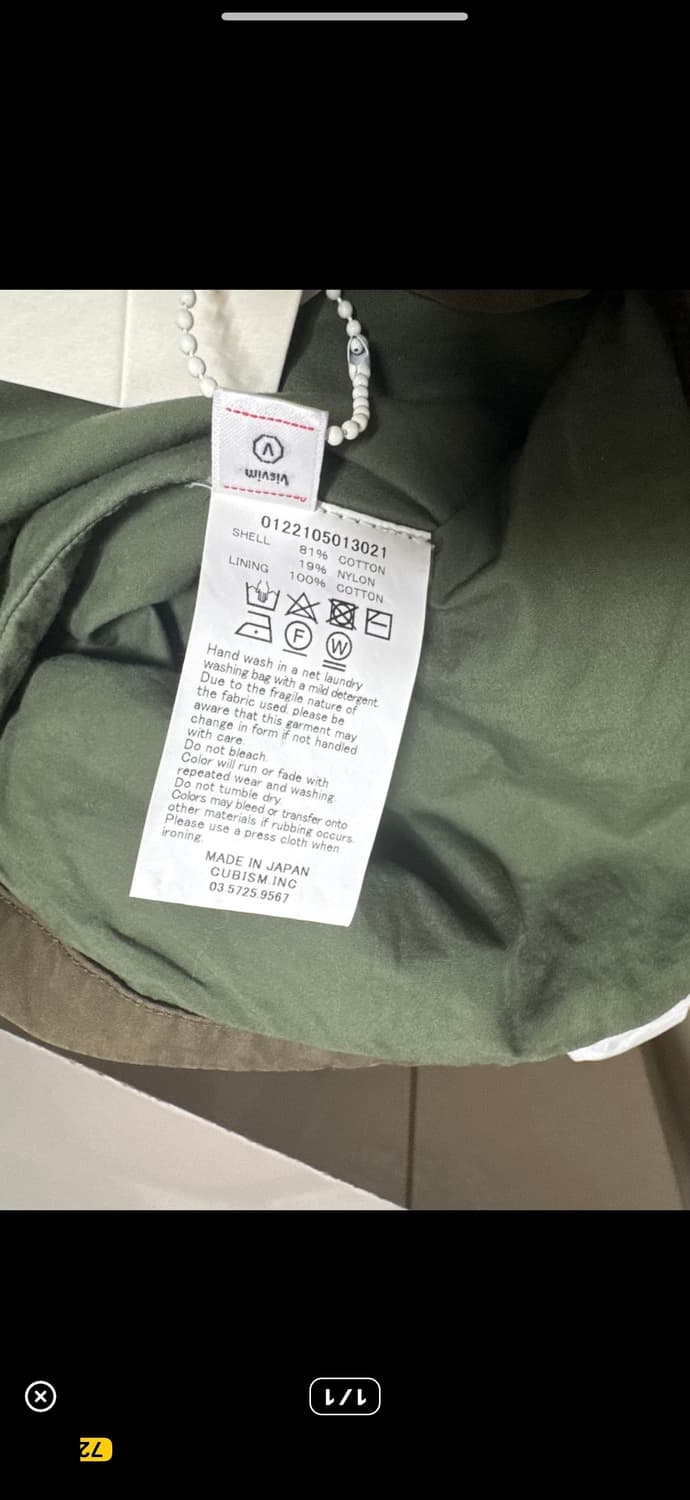 visvim
0122105013021
SHELL 81% COTTON
19% NYLON
LINING 100% COTTON
F W
Hand wash in a net laundry
washing bag with a mild detergent.
Due to the fragile nature of
the fabric used, please be
aware that this garment may
change in form if not handled
with care.
Do not bleach.
Color will run or fade with
repeated wear and washing.
Do not tumble dry.
Colors may bleed or transfer onto
other materials if rubbing occurs.
Please use a press cloth when
ironing.
MADE IN JAPAN
CUBISM.INC
03.5725.9567
1/1
72